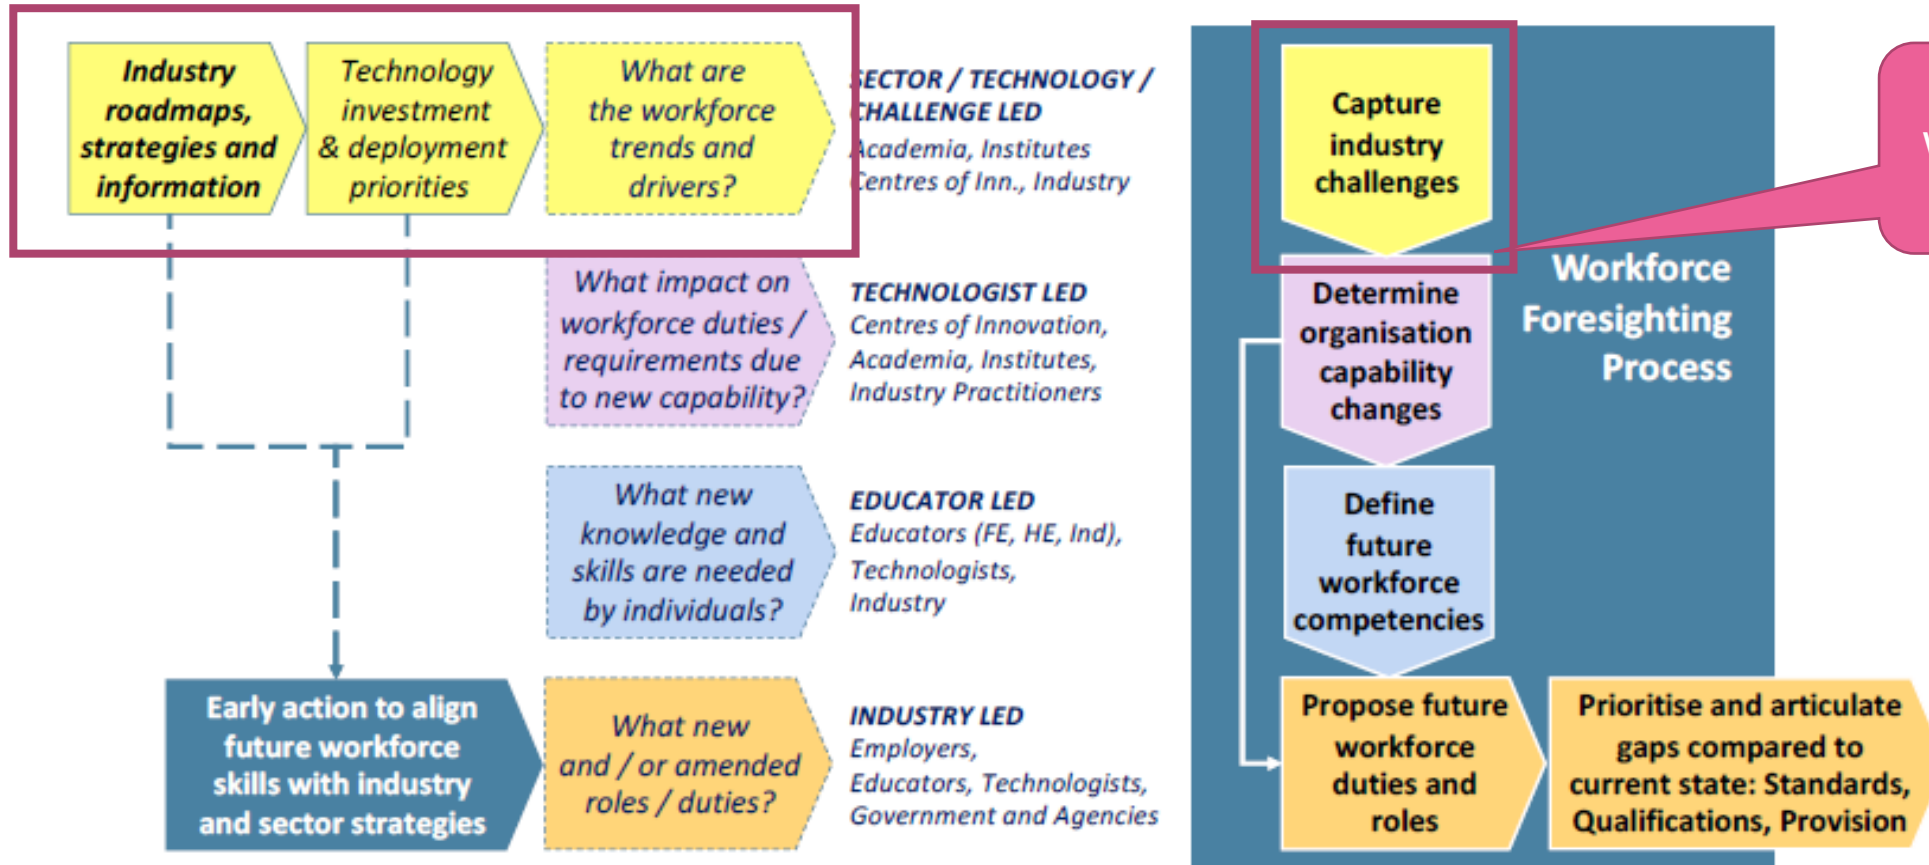 Industry
roadmaps,
strategies and
information
Technology
investment
& deployment
priorities
What are
the workforce
trends and
drivers?
SECTOR / TECHNOLOGY /
CHALLENGE LED
Academia, Institutes
Centres of Inn., Industry
What impact on
workforce duties /
requirements due
to new capability?
TECHNOLOGIST LED
Centres of Innovation,
Academia, Institutes,
Industry Practitioners
What new
knowledge and
skills are needed
by individuals?
EDUCATOR LED
Educators (FE, HE, Ind),
Technologists,
Industry
Early action to align
future workforce
skills with industry
and sector strategies
What new
and / or amended
roles / duties?
INDUSTRY LED
Employers,
Educators, Technologists,
Government and Agencies
Capture
industry
challenges
Workforce
Foresighting
Process
Determine
organisation
capability
changes
Define
future
workforce
competencies
Propose future
workforce
duties and
roles
Prioritise and articulate
gaps compared to
current state: Standards,
Qualifications, Provision